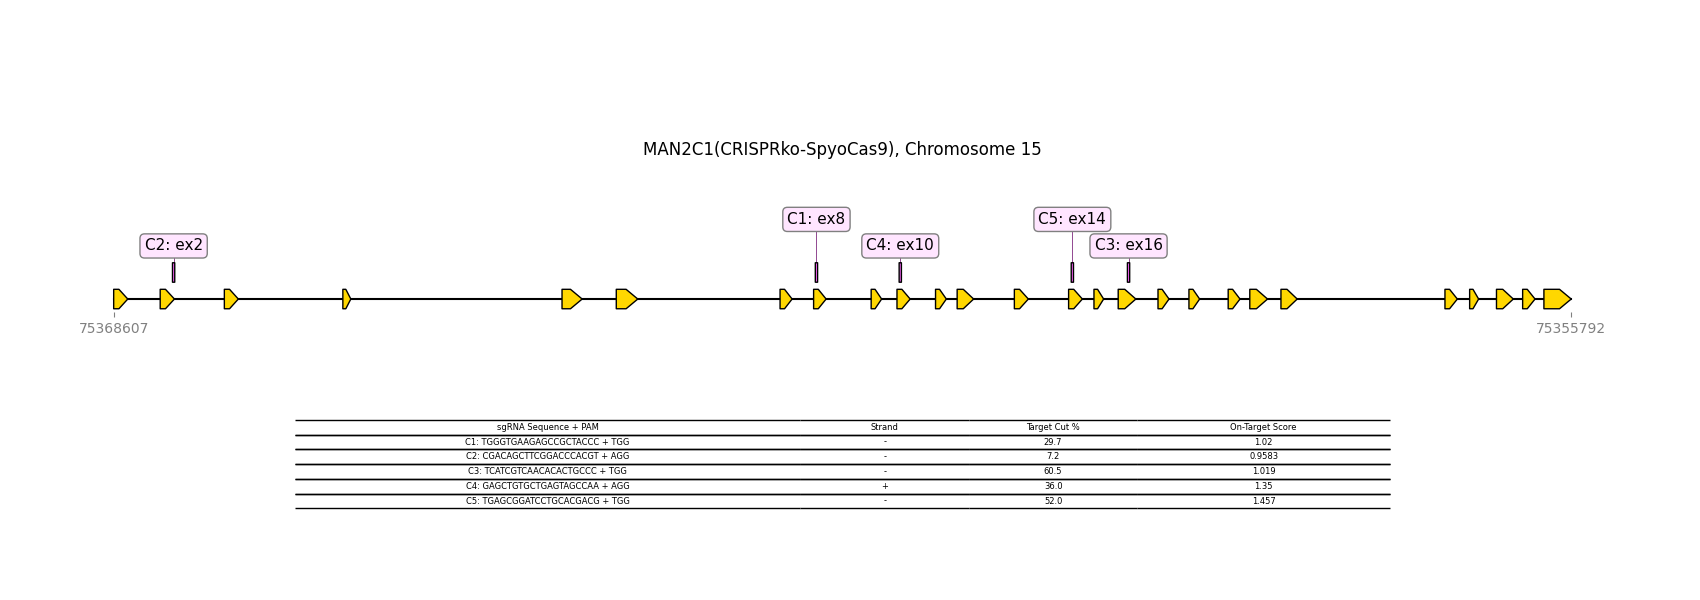 MAN2C1(CRISPRko-SpyoCas9), Chromosome 15
C1: ex8
C5: ex14
C2: ex2
C4: ex10
C3: ex16
75368607
75355792
sgRNA Sequence + PAM Strand Target Cut % On-Target Score
C1: TGGGTGAAGAGCCGCTACCC + TGG - 29.7 1.02
C2: CGACAGCTTCGGACCCACGT + AGG - 7.2 0.9583
C3: TCATCGTCAACACACTGCCC + TGG - 60.5 1.019
C4: GAGCTGTGCTGAGTAGCCAA + AGG + 36.0 1.35
C5: TGAGCGGATCCTGCACGACG + TGG - 52.0 1.457